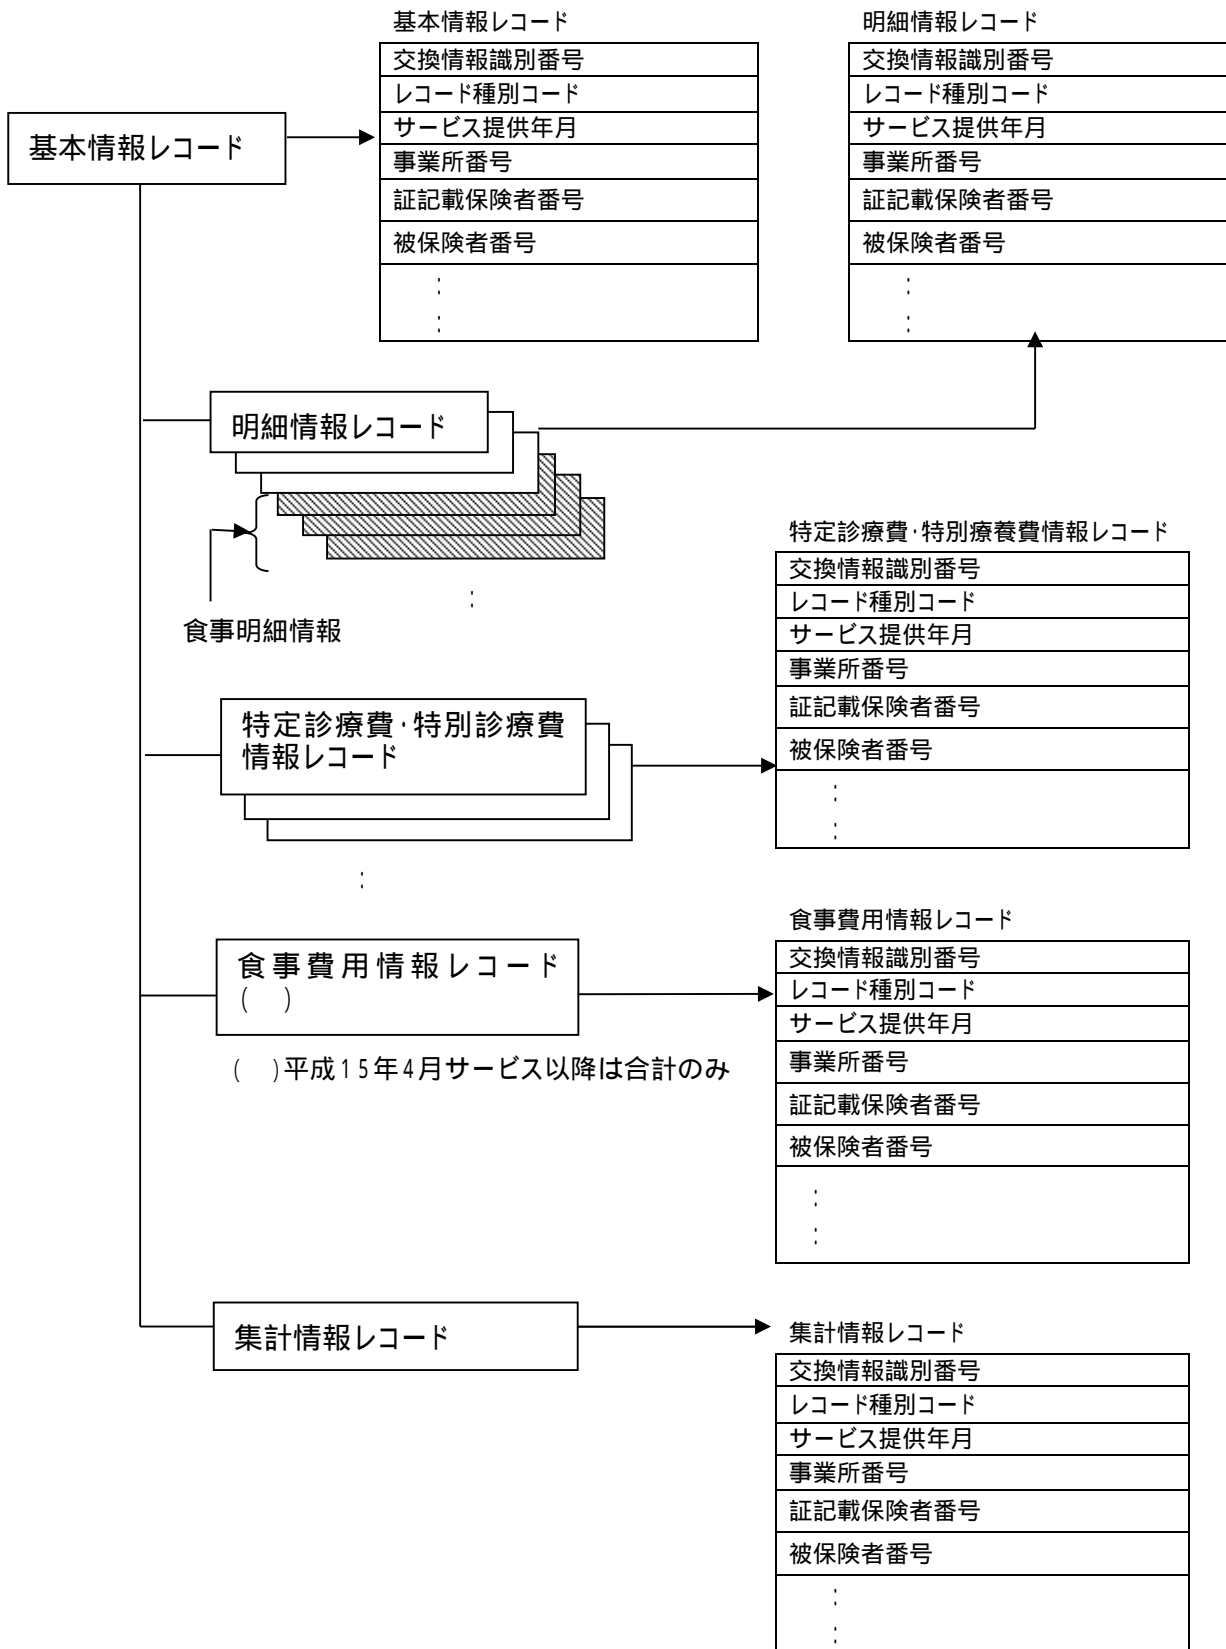 基本情報レコード
交換情報識別番号
レコード種別コード
サービス提供年月
事業所番号
証記載保険者番号
被保険者番号
:
:
明細情報レコード
交換情報識別番号
レコード種別コード
サービス提供年月
事業所番号
証記載保険者番号
被保険者番号
:
:
基本情報レコード
明細情報レコード
:
食事明細情報
特定診療費・特別療養費情報レコード
交換情報識別番号
レコード種別コード
サービス提供年月
事業所番号
証記載保険者番号
被保険者番号
:
:
特定診療費・特別診療費
情報レコード
:
食事費用情報レコード
交換情報識別番号
レコード種別コード
サービス提供年月
事業所番号
証記載保険者番号
被保険者番号
:
:
食事費用情報レコード
( )
( )平成15年4月サービス以降は合計のみ
集計情報レコード
集計情報レコード
交換情報識別番号
レコード種別コード
サービス提供年月
事業所番号
証記載保険者番号
被保険者番号
:
: